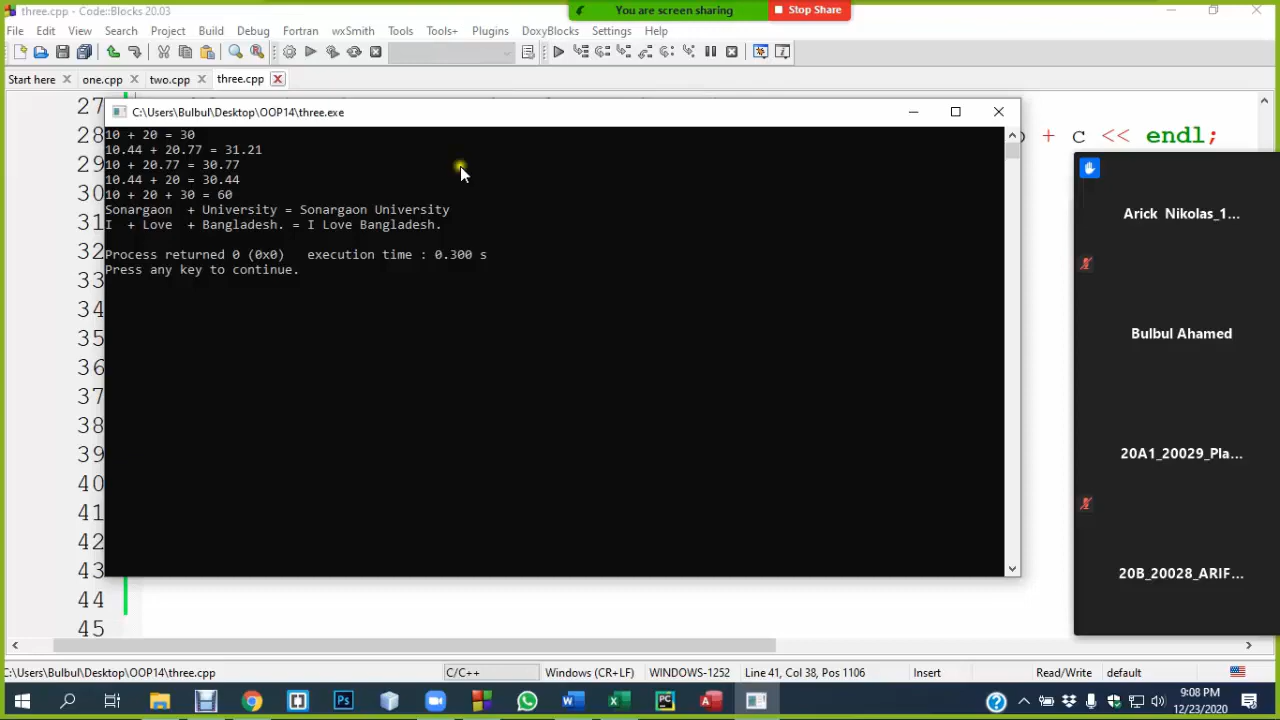 three.cpp - Code::Blocks 20.03
You are screen sharing
Stop Share
File Edit View Search Project Build Debug Fortran wxSmith Tools Tools+ Plugins DoxyBlocks Settings Help
Start here one.cpp two.cpp three.cpp
C:\Users\Bulbul\Desktop\OOP14\three.exe
27
28
+ c << endl;
29
30
31
32
33
34
35
36
37
38
39
40
41
42
43
44
45
10 + 20 = 30
10.44 + 20.77 = 31.21
10 + 20.77 = 30.77
10.44 + 20 = 30.44
10 + 20 + 30 = 60
Sonargaon  + University = Sonargaon University
I  + Love  + Bangladesh. = I Love Bangladesh.
Process returned 0 (0x0)   execution time : 0.300 s
Press any key to continue.
Arick Nikolas_1...
Bulbul Ahamed
20A1_20029_Pla...
20B_20028_ARIF...
C:\Users\Bulbul\Desktop\OOP14\three.cpp C/C++ Windows (CR+LF) WINDOWS-1252 Line 41, Col 38, Pos 1106 Insert Read/Write default
9:08 PM
12/23/2020